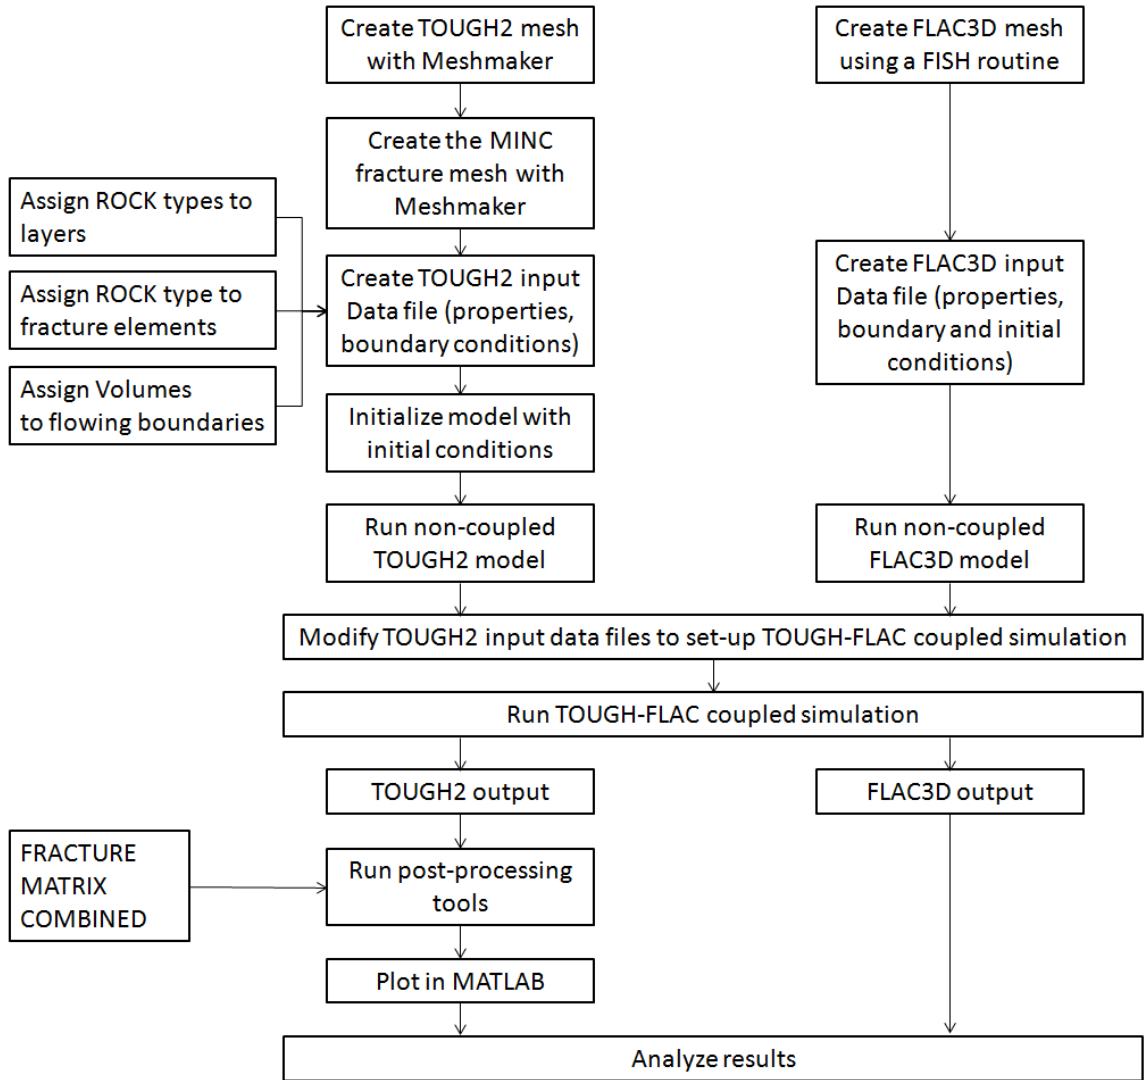 Create TOUGH2 mesh
with Meshmaker
Create FLAC3D mesh
using a FISH routine
Create the MINC
fracture mesh with
Meshmaker
Assign ROCK types to
layers
Assign ROCK type to
fracture elements
Assign Volumes
to flowing boundaries
Create TOUGH2 input
Data file (properties,
boundary conditions)
Create FLAC3D input
Data file (properties,
boundary and initial
conditions)
Initialize model with
initial conditions
Run non-coupled
TOUGH2 model
Run non-coupled
FLAC3D model
Modify TOUGH2 input data files to set-up TOUGH-FLAC coupled simulation
Run TOUGH-FLAC coupled simulation
TOUGH2 output
FLAC3D output
FRACTURE
MATRIX
COMBINED
Run post-processing
tools
Plot in MATLAB
Analyze results